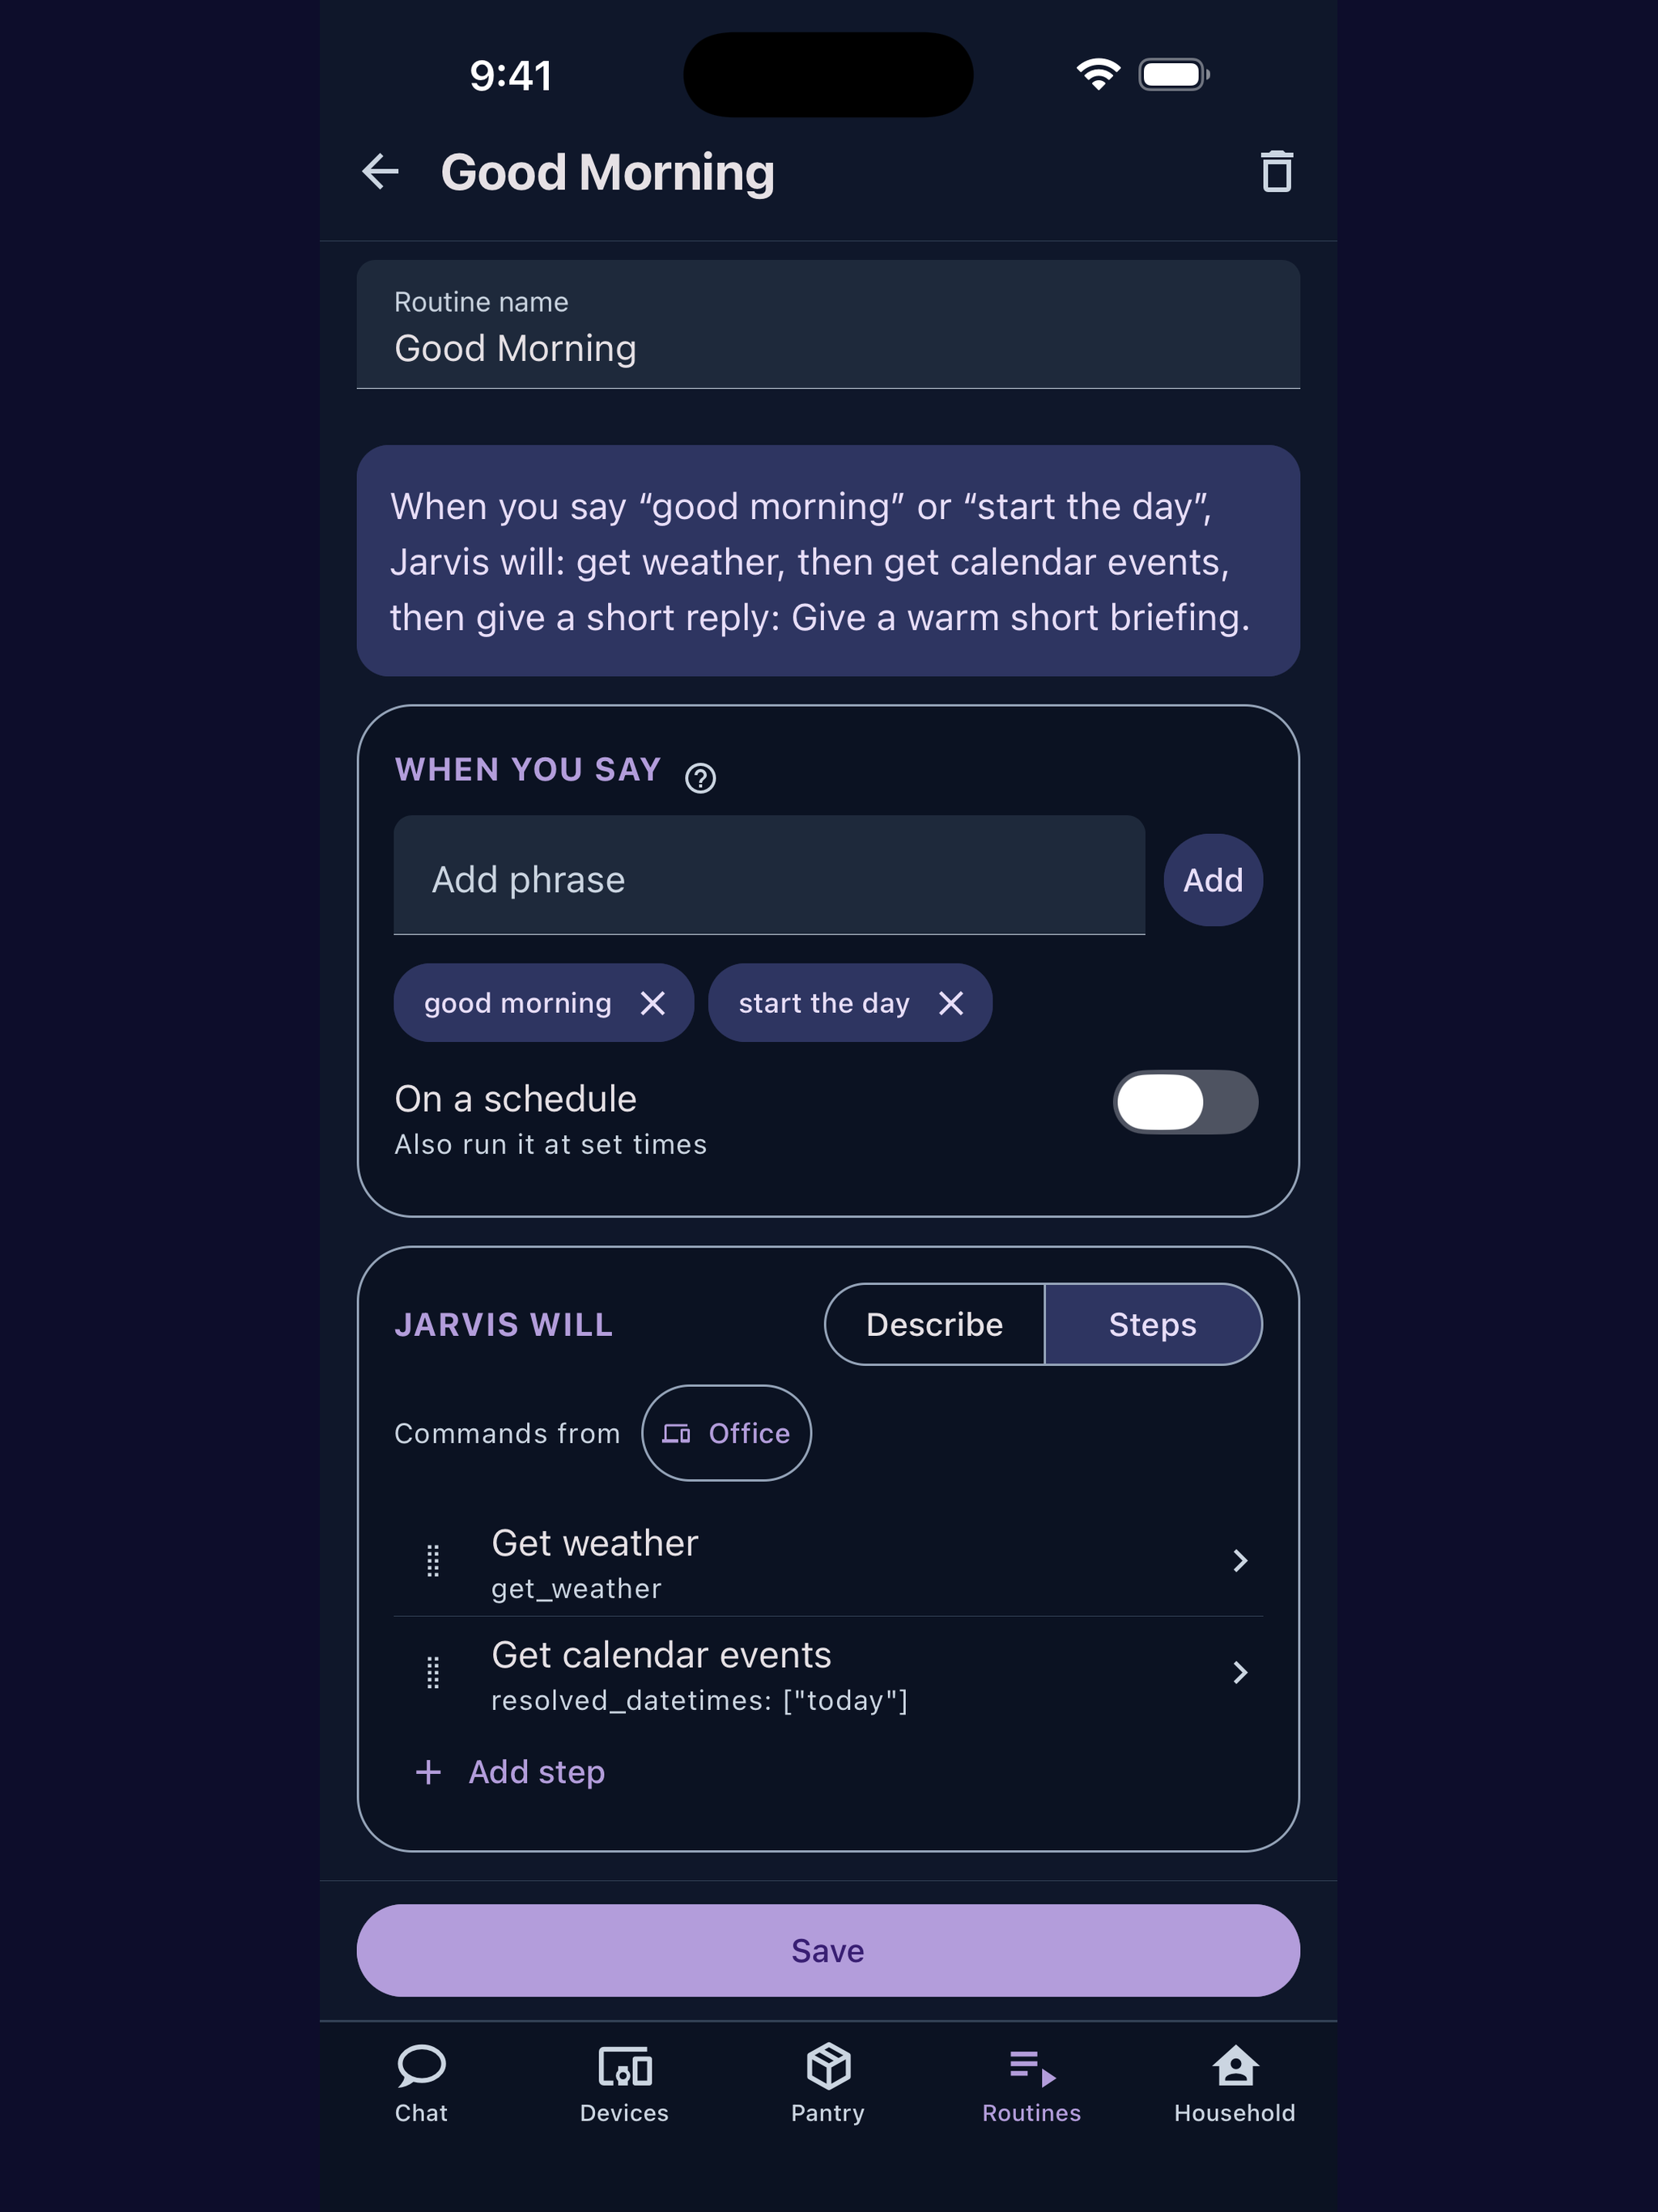 9:41
Good Morning
Routine name
Good Morning
When you say “good morning” or “start the day”,
Jarvis will: get weather, then get calendar events,
then give a short reply: Give a warm short briefing.
WHEN YOU SAY
Add phrase
Add
good morning
start the day
On a schedule
Also run it at set times
JARVIS WILL
Describe
Steps
Commands from
Office
Get weather
get_weather
Get calendar events
resolved_datetimes: ["today"]
Add step
Save
Chat
Devices
Pantry
Routines
Household